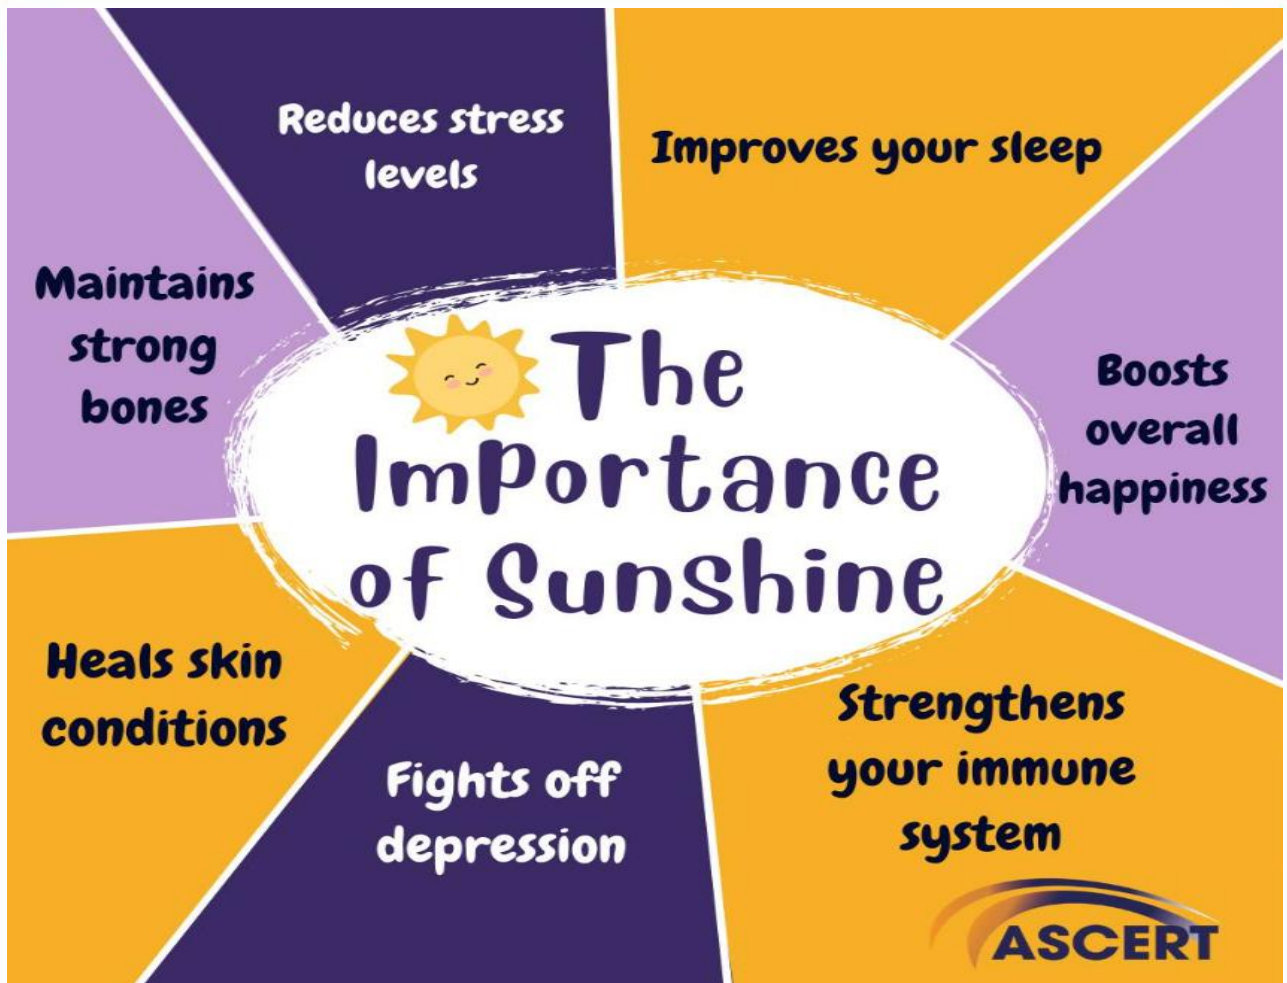 The
Importance
of Sunshine
Reduces stress
levels
Improves your sleep
Boosts
overall
happiness
Strengthens
your immune
system
Fights off
depression
Heals skin
conditions
Maintains
strong
bones
ASCERT